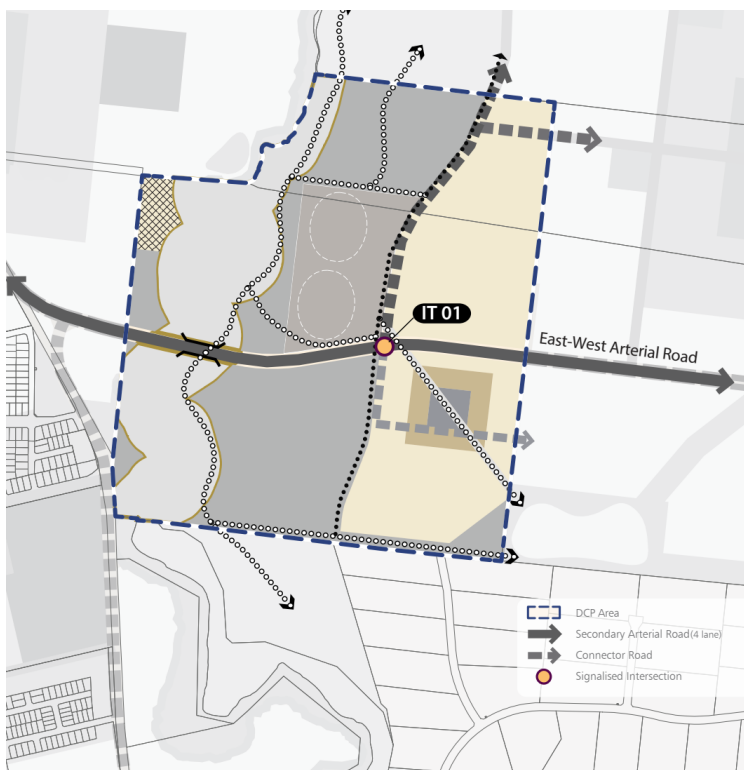 IT 01
East-West Arterial Road
DCP Area
Secondary Arterial Road(4 lane)
Connector Road
Signalised Intersection